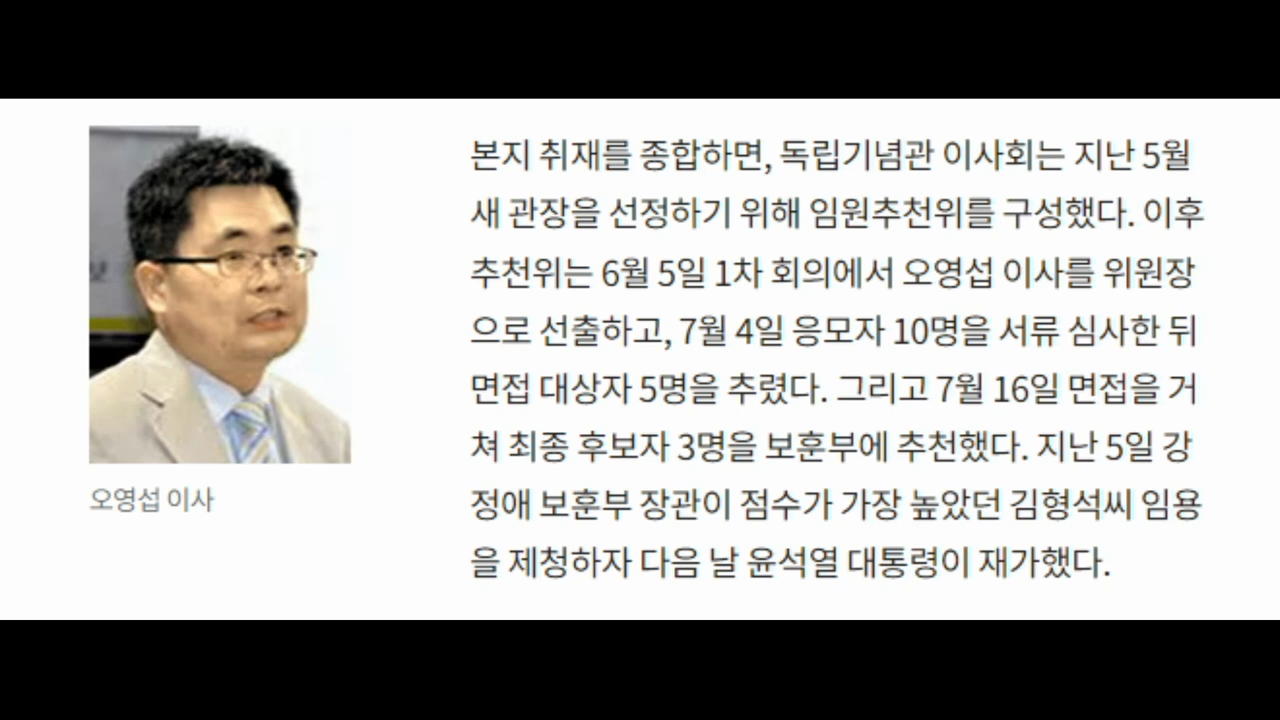 본지 취재를 종합하면, 독립기념관 이사회는 지난 5월
새 관장을 선정하기 위해 임원추천위를 구성했다. 이후
추천위는 6월 5일 1차 회의에서 오영섭 이사를 위원장
으로 선출하고, 7월 4일 응모자 10명을 서류 심사한 뒤
면접 대상자 5명을 추렸다. 그리고 7월 16일 면접을 거
쳐 최종 후보자 3명을 보훈부에 추천했다. 지난 5일 강
정애 보훈부 장관이 점수가 가장 높았던 김형석씨 임용
을 제청하자 다음 날 윤석열 대통령이 재가했다.
오영섭 이사